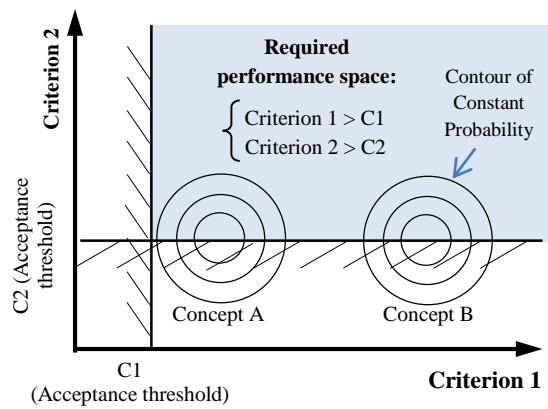 Criterion 2
Required
performance space:
Criterion 1 > C1
Criterion 2 > C2
Contour of
Constant
Probability
C2 (Acceptance
threshold)
Concept A
Concept B
C1
(Acceptance threshold)
Criterion 1